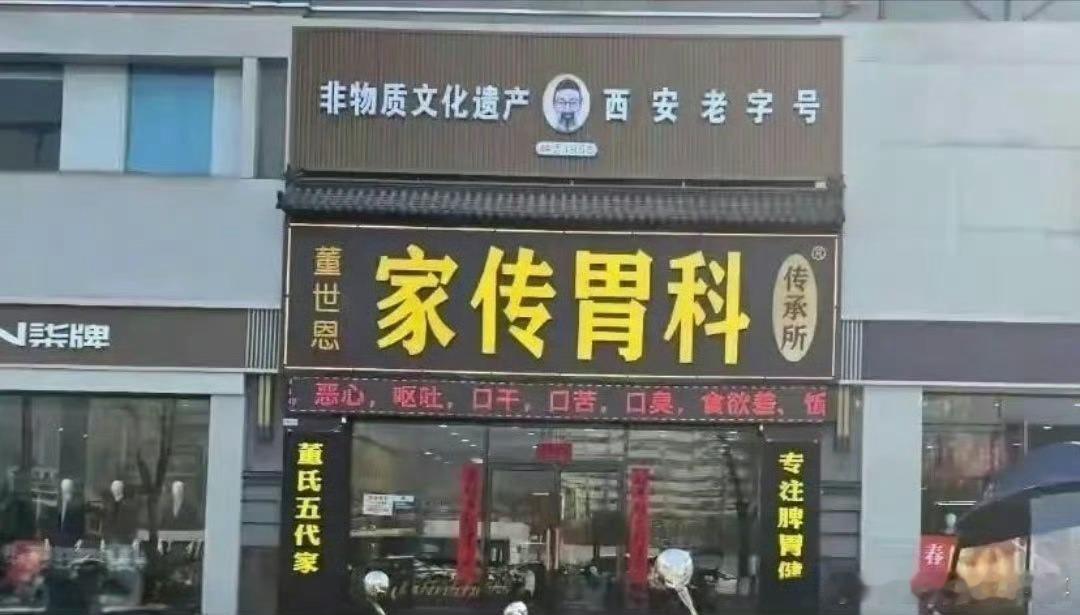 非物质文化遗产 西安老字号
董世恩 家传胃科 传承所 ®
N柒牌
恶心，呕吐，口干，口苦，口臭，食欲差、饭
董氏五代家
专注脾胃健
春